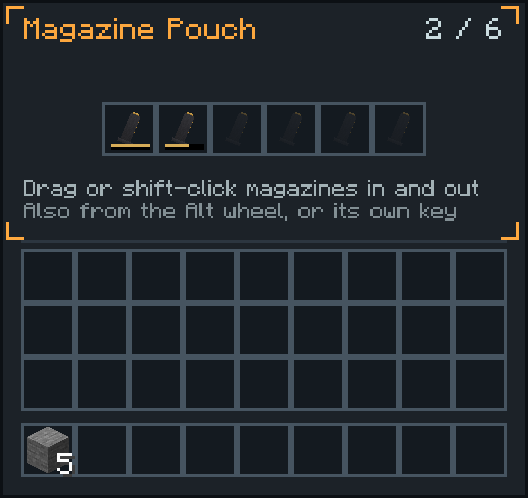 Magazine Pouch 2 / 6
Drag or shift-click magazines in and out
Also from the Alt wheel, or its own key
5